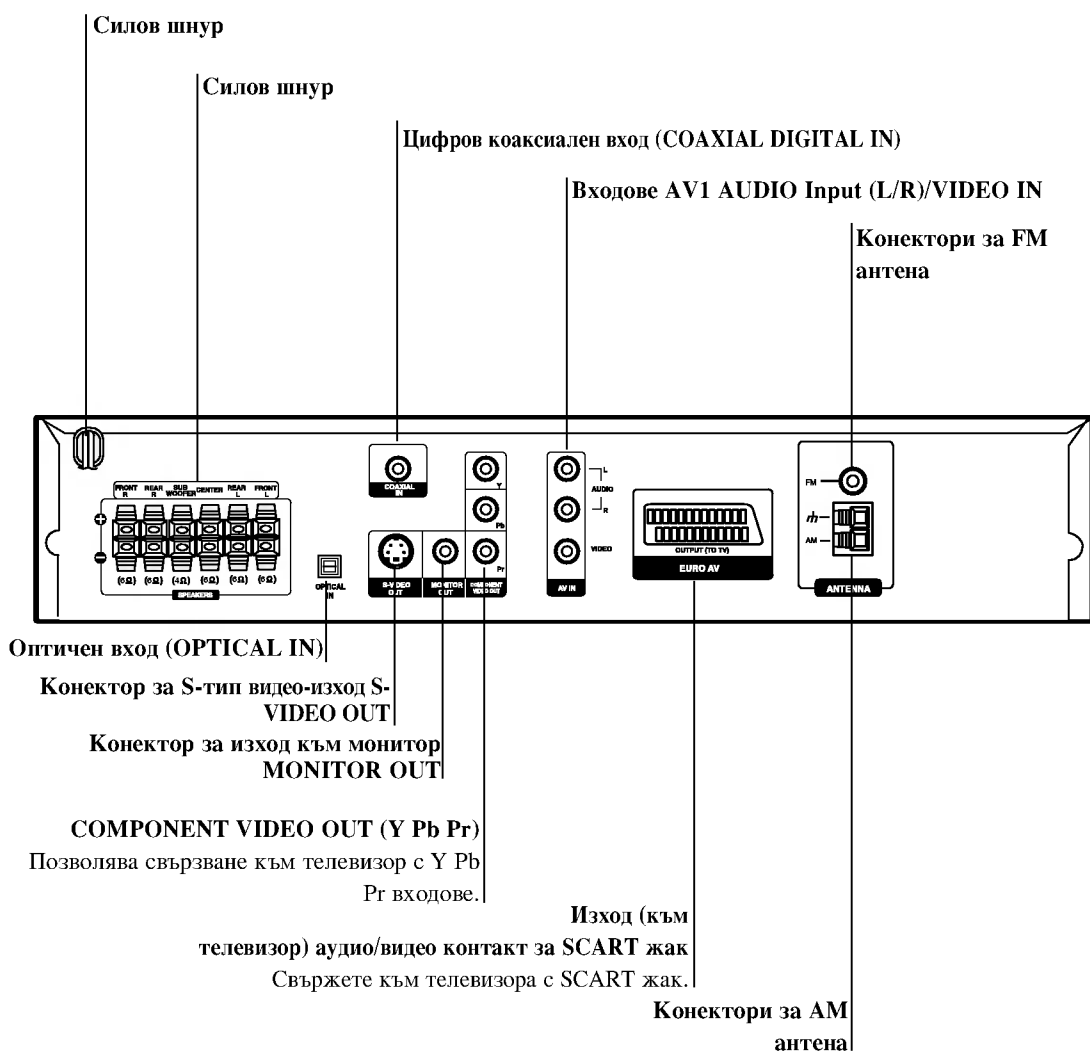 Силов шнур
Силов шнур
Цифров коаксиален вход (COAXIAL DIGITAL IN)
Входове AV1 AUDIO Input (L/R)/VIDEO IN
Конектори за FM
антена
FRONT R
REAR R
SUB WOOFER
CENTER
REAR L
FRONT L
+
−
(6Ω) (6Ω) (4Ω) (6Ω) (6Ω) (6Ω)
SPEAKERS
OPTICAL
IN
COAXIAL
IN
Y
Pb
Pr
S-VIDEO
OUT
MONITOR
OUT
COMPONENT
VIDEO OUT
L
AUDIO
R
VIDEO
AV IN
OUTPUT (TO TV)
EURO AV
FM
AM
ANTENNA
Оптичен вход (OPTICAL IN)
Конектор за S-тип видео-изход S-
VIDEO OUT
Конектор за изход към монитор
MONITOR OUT
COMPONENT VIDEO OUT (Y Pb Pr)
Позволява свързване към телевизор с Y Pb
Pr входове.
Изход (към
телевизор) аудио/видео контакт за SCART жак
Свържете към телевизора с SCART жак.
Конектори за AM
антена